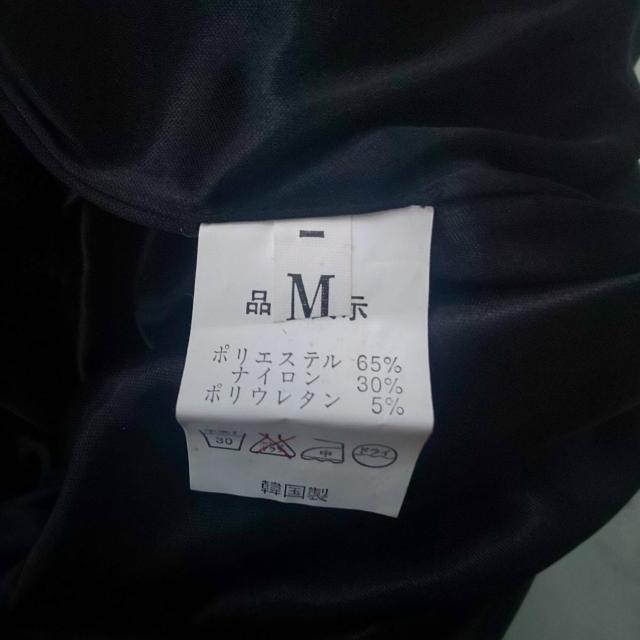 M
品 示
ポリエステル 65%
ナイロン 30%
ポリウレタン 5%
30 中 ドライ
韓国製